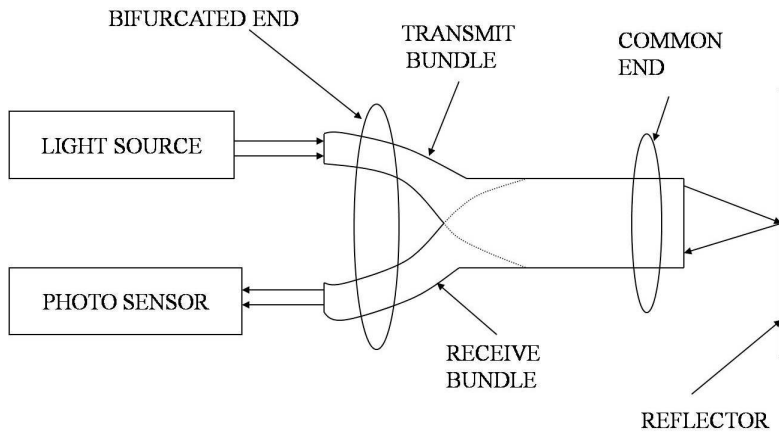 BIFURCATED END
TRANSMIT
BUNDLE
COMMON
END
LIGHT SOURCE
PHOTO SENSOR
RECEIVE
BUNDLE
REFLECTOR